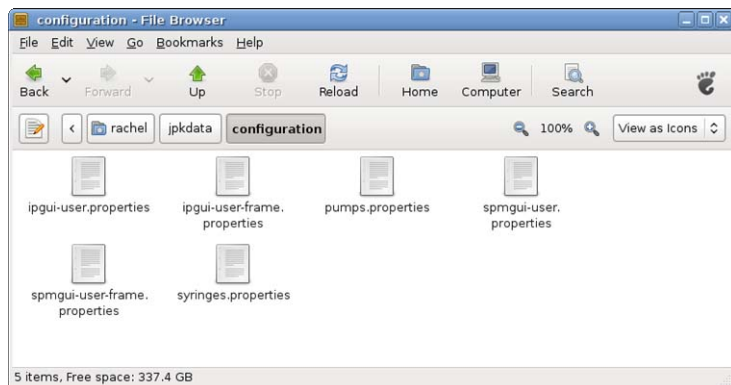 configuration - File Browser
File Edit View Go Bookmarks Help
Back Forward Up Stop Reload Home Computer Search
rachel jpkdata configuration 100% View as Icons
ipgui-user.properties ipgui-user-frame. pumps.properties spmgui-user.
properties properties
spmgui-user-frame. syringes.properties
properties
5 items, Free space: 337.4 GB